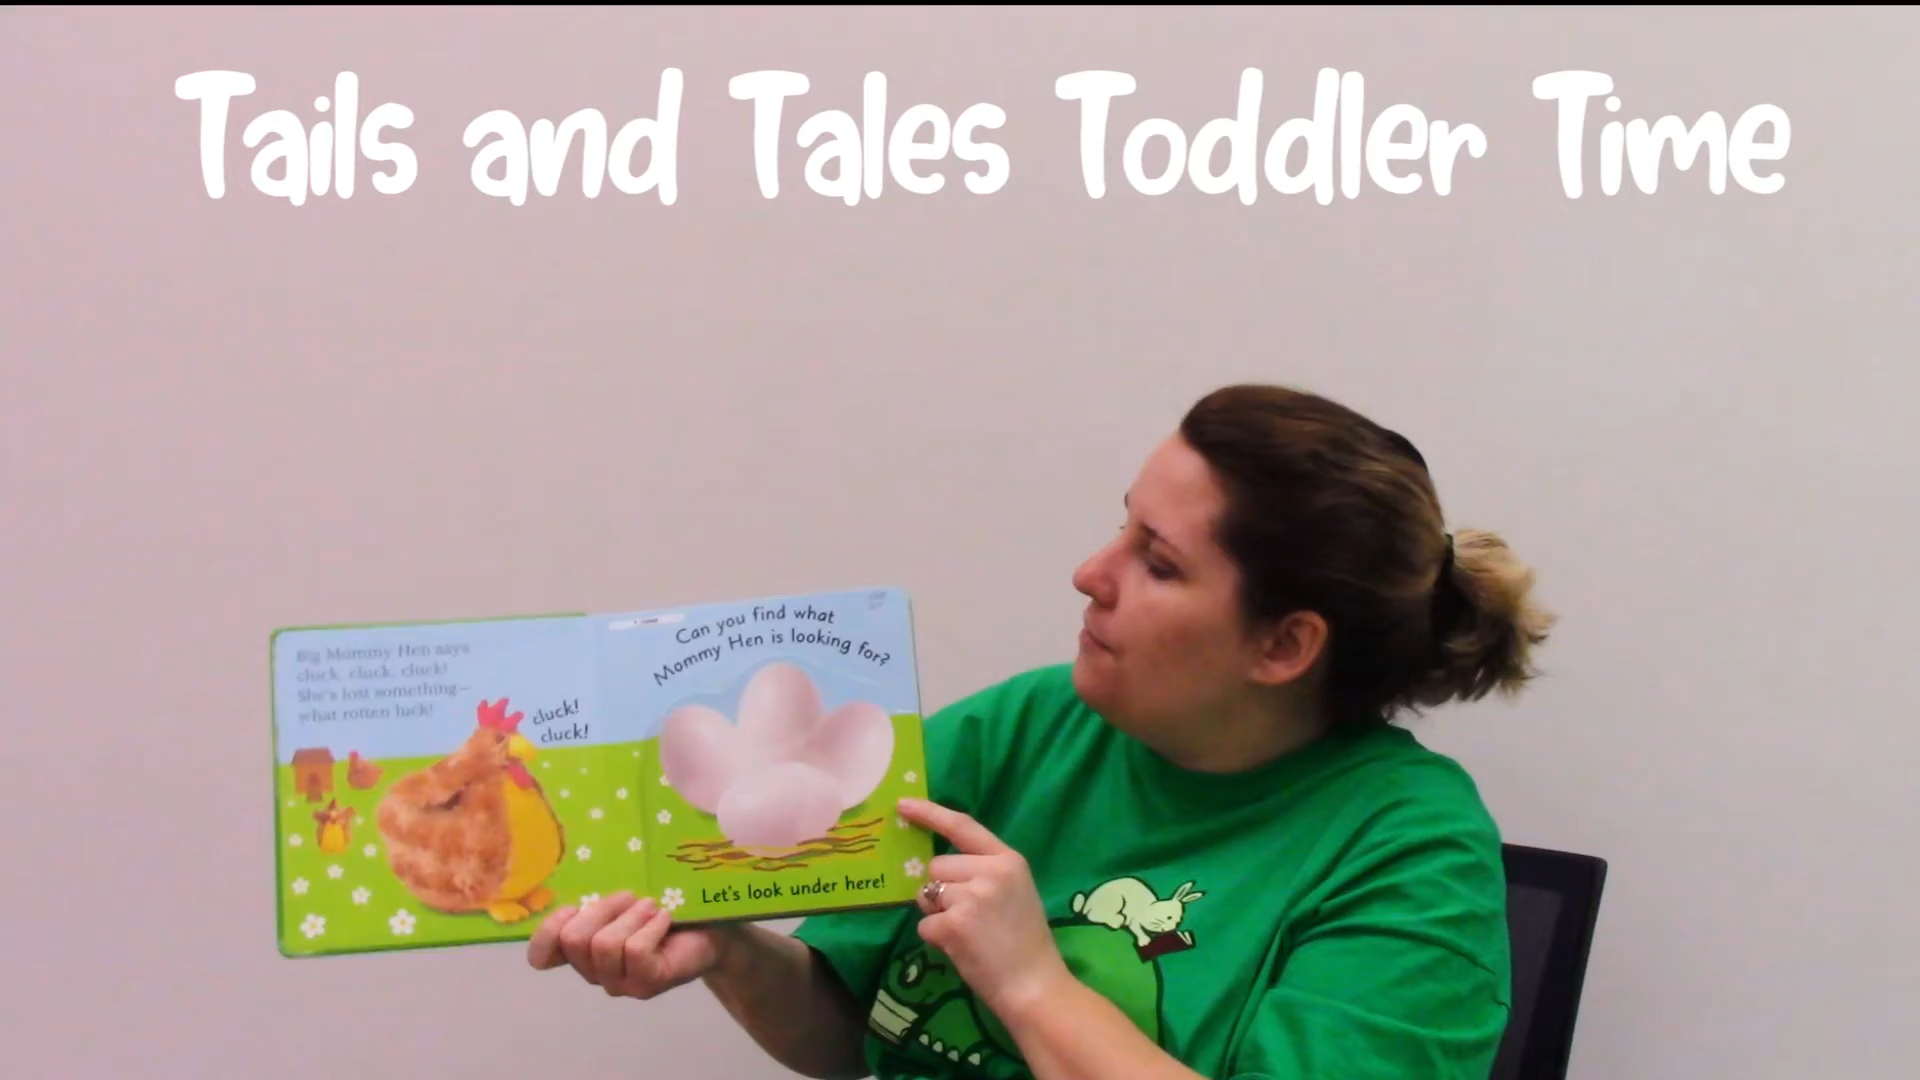 Tails and Tales Toddler Time
Big Mommy Hen says
cluck, cluck, cluck!
She's lost something—
what rotten luck!
cluck!
cluck!
Can you find what
Mommy Hen is looking for?
Let's look under here!